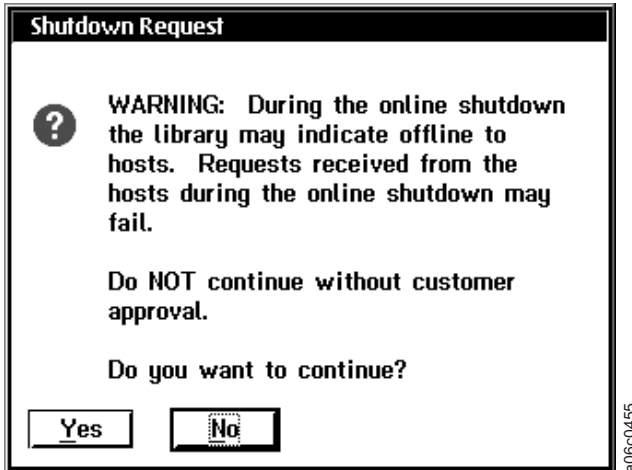 Shutdown Request
WARNING: During the online shutdown
the library may indicate offline to
hosts. Requests received from the
hosts during the online shutdown may
fail.
Do NOT continue without customer
approval.
Do you want to continue?
Yes
No
a06c0455